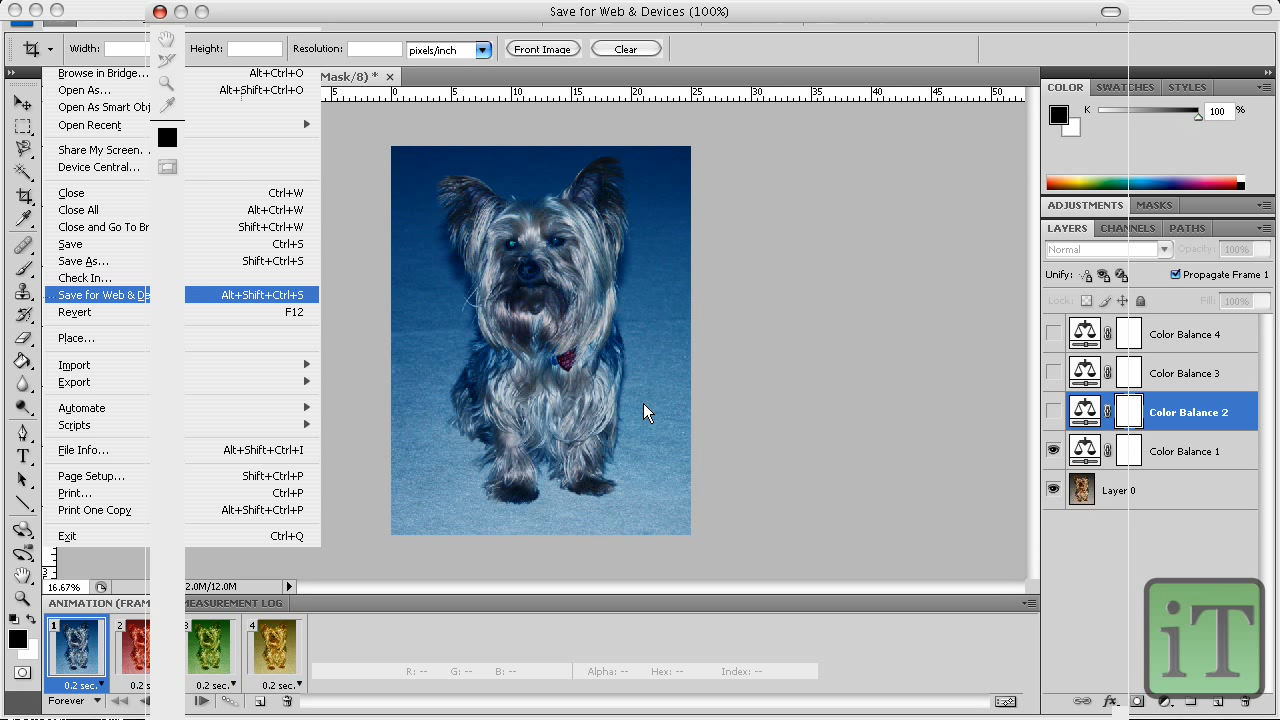 Save for Web & Devices (100%)
Width:
Height:
Resolution:
pixels/inch
Front Image
Clear
Mask/8) *
Browse in Bridge... Alt+Ctrl+O
Open As... Alt+Shift+Ctrl+O
Open As Smart Obj
Open Recent
Share My Screen.
Device Central...
Close Ctrl+W
Close All Alt+Ctrl+W
Close and Go To Br Shift+Ctrl+W
Save Ctrl+S
Save As... Shift+Ctrl+S
Check In...
Save for Web & De Alt+Shift+Ctrl+S
Revert F12
Place...
Import
Export
Automate
Scripts
File Info... Alt+Shift+Ctrl+I
Page Setup... Shift+Ctrl+P
Print... Ctrl+P
Print One Copy Alt+Shift+Ctrl+P
Exit Ctrl+Q
5 0 5 10 15 20 25 30 35 40 45 50
COLOR SWATCHES STYLES
K 100 %
ADJUSTMENTS MASKS
LAYERS CHANNELS PATHS
Normal Opacity: 100%
Unify: Propagate Frame 1
Lock: Fill: 100%
Color Balance 4
Color Balance 3
Color Balance 2
Color Balance 1
Layer 0
16.67% 2.0M/12.0M
ANIMATION (FRAM MEASUREMENT LOG
1 2 3 4
0.2 sec. 0.2 s 0.2 sec. 0.2 sec.
Forever
R: -- G: -- B: -- Alpha: -- Hex: -- Index: --
iT